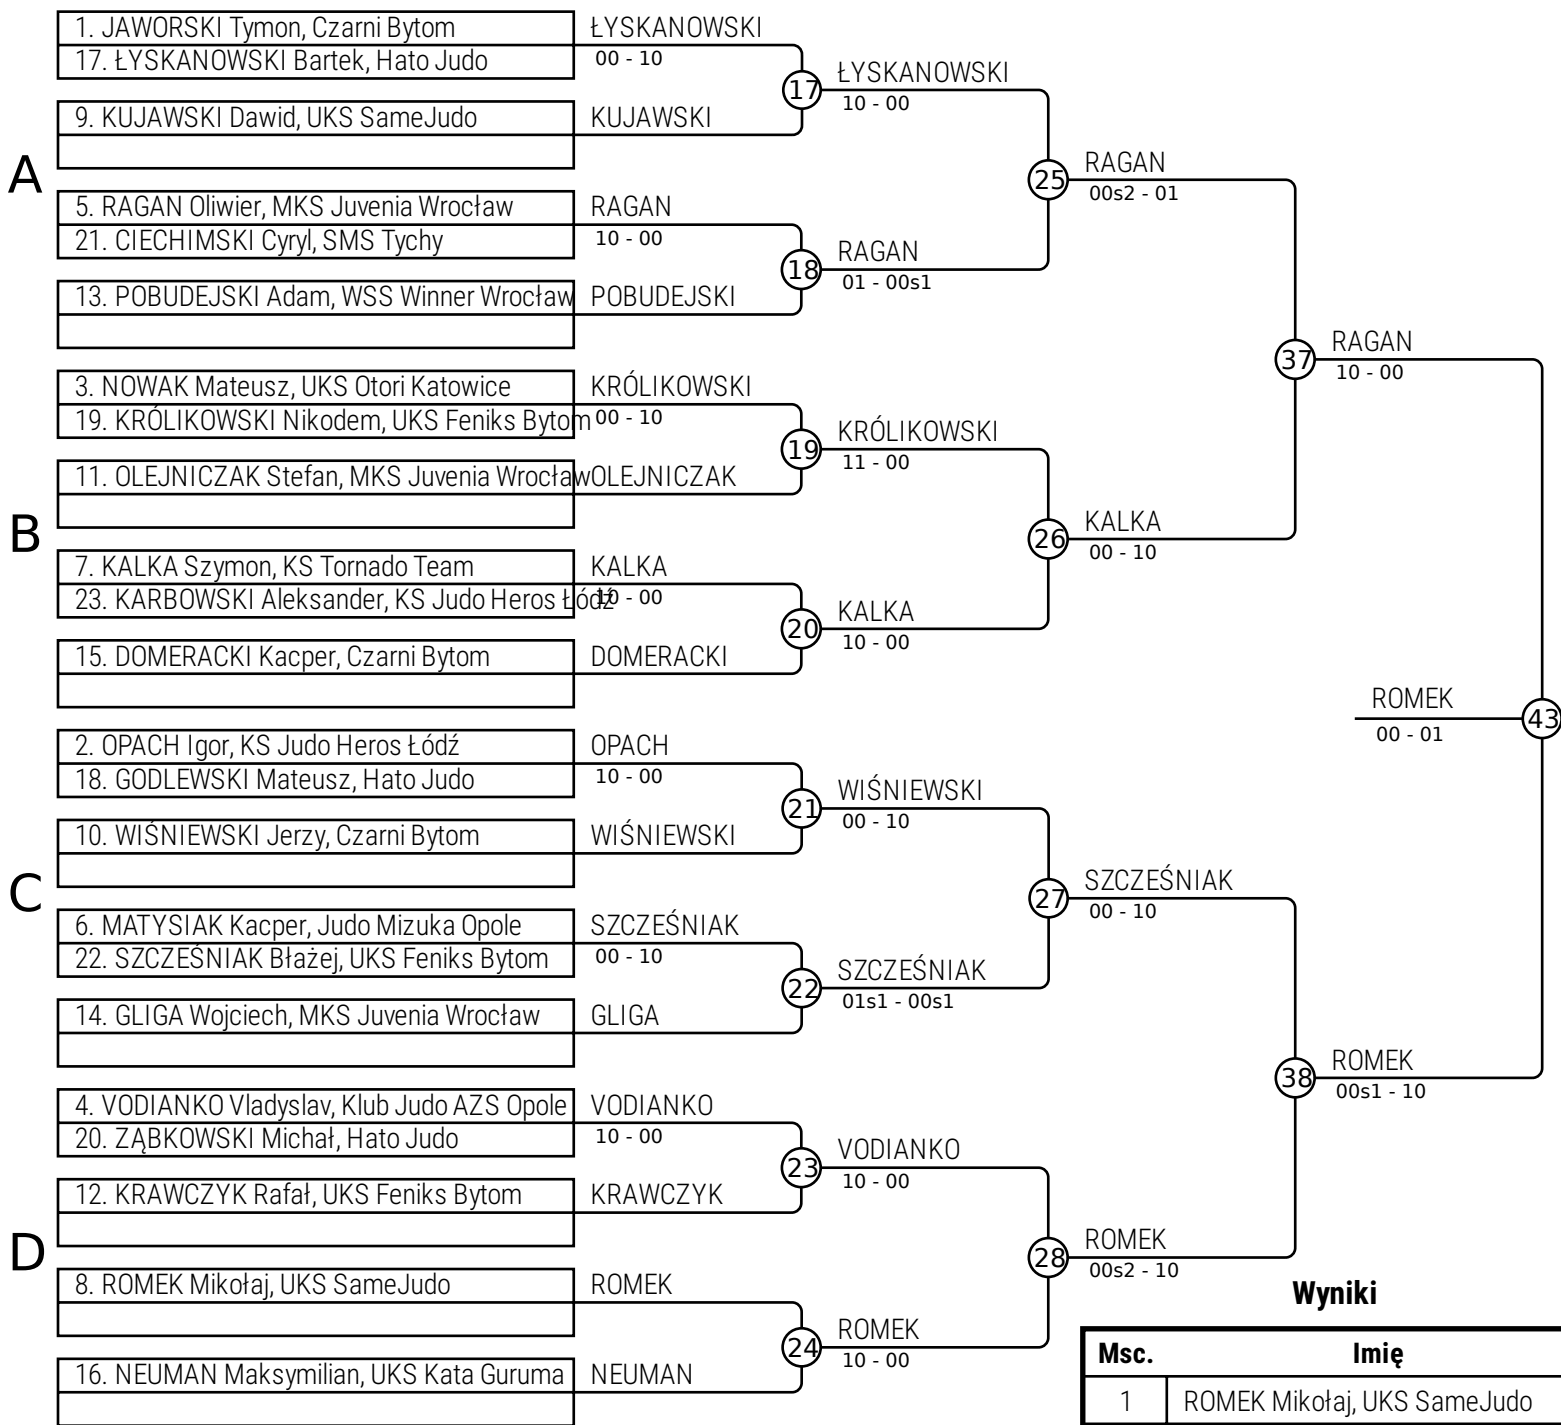 1. JAWORSKI Tymon, Czarni Bytom
17. ŁYSKANOWSKI Bartek, Hato Judo
9. KUJAWSKI Dawid, UKS SameJudo
A
5. RAGAN Oliwier, MKS Juvenia Wrocław
21. CIECHIMSKI Cyryl, SMS Tychy
13. POBUDEJSKI Adam, WSS Winner Wrocław
3. NOWAK Mateusz, UKS Otori Katowice
19. KRÓLIKOWSKI Nikodem, UKS Feniks Bytom
11. OLEJNICZAK Stefan, MKS Juvenia Wrocław
B
7. KALKA Szymon, KS Tornado Team
23. KARBOWSKI Aleksander, KS Judo Heros Łódź
15. DOMERACKI Kacper, Czarni Bytom
2. OPACH Igor, KS Judo Heros Łódź
18. GODLEWSKI Mateusz, Hato Judo
10. WIŚNIEWSKI Jerzy, Czarni Bytom
C
6. MATYSIAK Kacper, Judo Mizuka Opole
22. SZCZEŚNIAK Błażej, UKS Feniks Bytom
14. GLIGA Wojciech, MKS Juvenia Wrocław
4. VODIANKO Vladyslav, Klub Judo AZS Opole
20. ZĄBKOWSKI Michał, Hato Judo
12. KRAWCZYK Rafał, UKS Feniks Bytom
D
8. ROMEK Mikołaj, UKS SameJudo
16. NEUMAN Maksymilian, UKS Kata Guruma
ŁYSKANOWSKI
00 - 10
KUJAWSKI
RAGAN
10 - 00
POBUDEJSKI
KRÓLIKOWSKI
00 - 10
OLEJNICZAK
KALKA
10 - 00
DOMERACKI
OPACH
10 - 00
WIŚNIEWSKI
SZCZEŚNIAK
00 - 10
GLIGA
VODIANKO
10 - 00
KRAWCZYK
ROMEK
NEUMAN
17
ŁYSKANOWSKI
10 - 00
18
RAGAN
01 - 00s1
19
KRÓLIKOWSKI
11 - 00
20
KALKA
10 - 00
21
WIŚNIEWSKI
00 - 10
22
SZCZEŚNIAK
01s1 - 00s1
23
VODIANKO
10 - 00
24
ROMEK
10 - 00
25
RAGAN
00s2 - 01
26
KALKA
00 - 10
27
SZCZEŚNIAK
00 - 10
28
ROMEK
00s2 - 10
37
RAGAN
10 - 00
38
ROMEK
00s1 - 10
ROMEK
00 - 01
43
Wyniki
Msc. Imię
1 ROMEK Mikołaj, UKS SameJudo